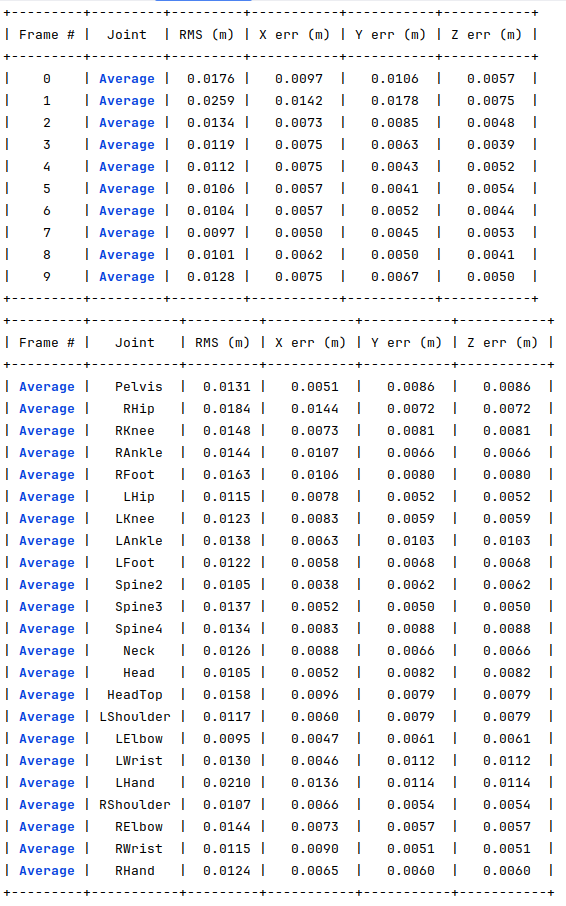 +---------+---------+---------+-----------+-----------+-----------+
| Frame # |  Joint  | RMS (m) | X err (m) | Y err (m) | Z err (m) |
+---------+---------+---------+-----------+-----------+-----------+
|    0    | Average |  0.0176 |   0.0097  |   0.0106  |   0.0057  |
|    1    | Average |  0.0259 |   0.0142  |   0.0178  |   0.0075  |
|    2    | Average |  0.0134 |   0.0073  |   0.0085  |   0.0048  |
|    3    | Average |  0.0119 |   0.0075  |   0.0063  |   0.0039  |
|    4    | Average |  0.0112 |   0.0075  |   0.0043  |   0.0052  |
|    5    | Average |  0.0106 |   0.0057  |   0.0041  |   0.0054  |
|    6    | Average |  0.0104 |   0.0057  |   0.0052  |   0.0044  |
|    7    | Average |  0.0097 |   0.0050  |   0.0045  |   0.0053  |
|    8    | Average |  0.0101 |   0.0062  |   0.0050  |   0.0041  |
|    9    | Average |  0.0128 |   0.0075  |   0.0067  |   0.0050  |
+---------+---------+---------+-----------+-----------+-----------+
+---------+-----------+---------+-----------+-----------+-----------+
| Frame # |   Joint   | RMS (m) | X err (m) | Y err (m) | Z err (m) |
+---------+-----------+---------+-----------+-----------+-----------+
| Average |   Pelvis  |  0.0131 |   0.0051  |   0.0086  |   0.0086  |
| Average |    RHip   |  0.0184 |   0.0144  |   0.0072  |   0.0072  |
| Average |   RKnee   |  0.0148 |   0.0073  |   0.0081  |   0.0081  |
| Average |   RAnkle  |  0.0144 |   0.0107  |   0.0066  |   0.0066  |
| Average |   RFoot   |  0.0163 |   0.0106  |   0.0080  |   0.0080  |
| Average |    LHip   |  0.0115 |   0.0078  |   0.0052  |   0.0052  |
| Average |   LKnee   |  0.0123 |   0.0083  |   0.0059  |   0.0059  |
| Average |   LAnkle  |  0.0138 |   0.0063  |   0.0103  |   0.0103  |
| Average |   LFoot   |  0.0122 |   0.0058  |   0.0068  |   0.0068  |
| Average |   Spine2  |  0.0105 |   0.0038  |   0.0062  |   0.0062  |
| Average |   Spine3  |  0.0137 |   0.0052  |   0.0050  |   0.0050  |
| Average |   Spine4  |  0.0134 |   0.0083  |   0.0088  |   0.0088  |
| Average |    Neck   |  0.0126 |   0.0088  |   0.0066  |   0.0066  |
| Average |    Head   |  0.0105 |   0.0052  |   0.0082  |   0.0082  |
| Average |  HeadTop  |  0.0158 |   0.0096  |   0.0079  |   0.0079  |
| Average | LShoulder |  0.0117 |   0.0060  |   0.0079  |   0.0079  |
| Average |   LElbow  |  0.0095 |   0.0047  |   0.0061  |   0.0061  |
| Average |   LWrist  |  0.0130 |   0.0046  |   0.0112  |   0.0112  |
| Average |   LHand   |  0.0210 |   0.0136  |   0.0114  |   0.0114  |
| Average | RShoulder |  0.0107 |   0.0066  |   0.0054  |   0.0054  |
| Average |   RElbow  |  0.0144 |   0.0073  |   0.0057  |   0.0057  |
| Average |   RWrist  |  0.0115 |   0.0090  |   0.0051  |   0.0051  |
| Average |   RHand   |  0.0124 |   0.0065  |   0.0060  |   0.0060  |
+---------+-----------+---------+-----------+-----------+-----------+